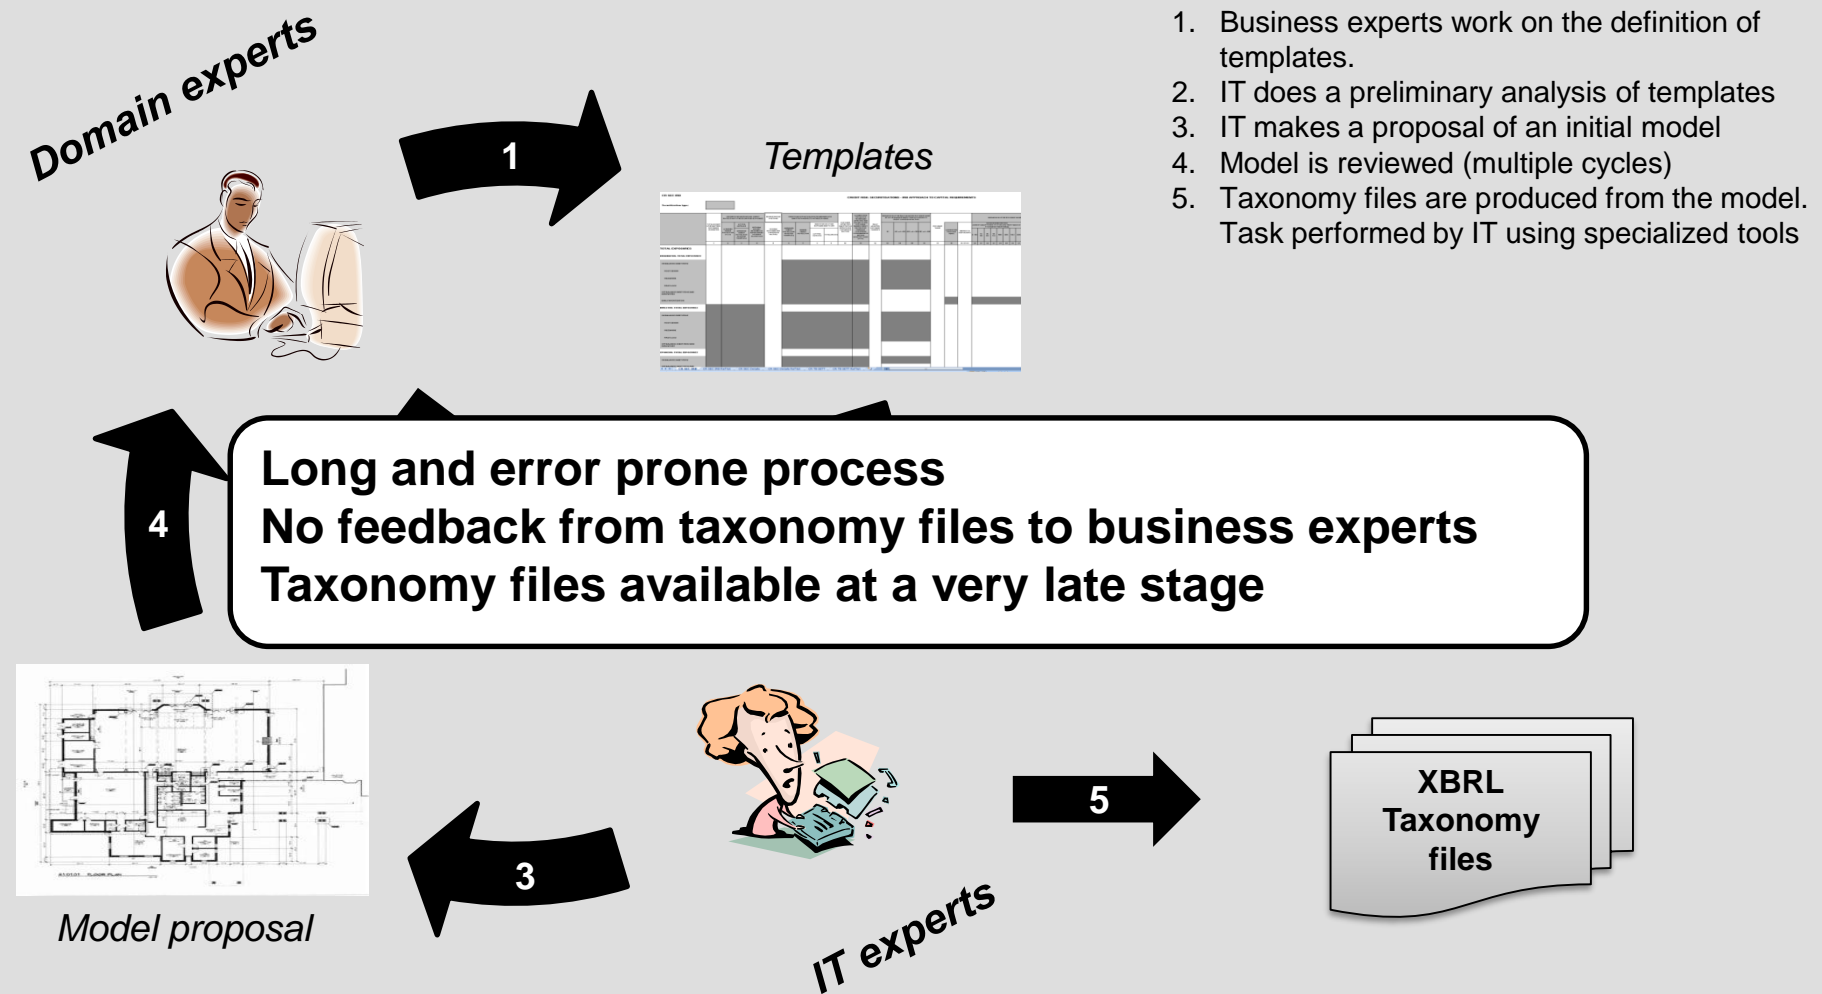 Domain experts
1
Templates
1. Business experts work on the definition of
templates.
2. IT does a preliminary analysis of templates
3. IT makes a proposal of an initial model
4. Model is reviewed (multiple cycles)
5. Taxonomy files are produced from the model.
Task performed by IT using specialized tools
4
Long and error prone process
No feedback from taxonomy files to business experts
Taxonomy files available at a very late stage
3
5
XBRL
Taxonomy
files
Model proposal
IT experts